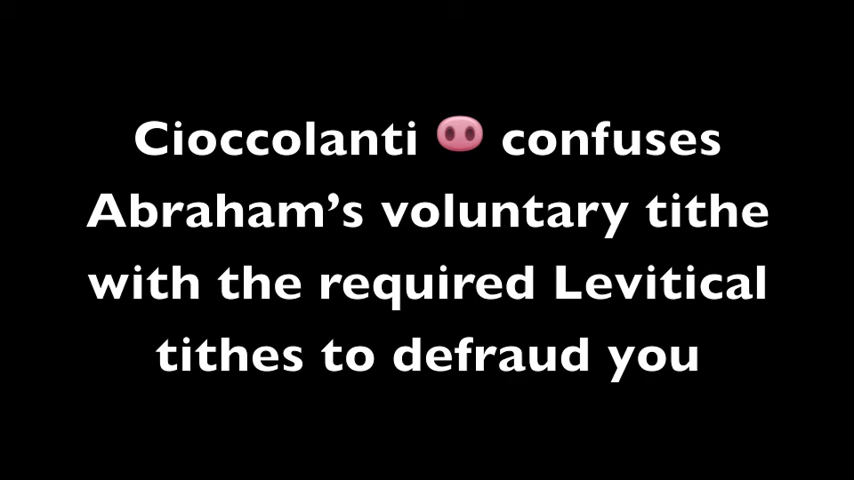 Cioccolanti 🐽 confuses
Abraham’s voluntary tithe
with the required Levitical
tithes to defraud you